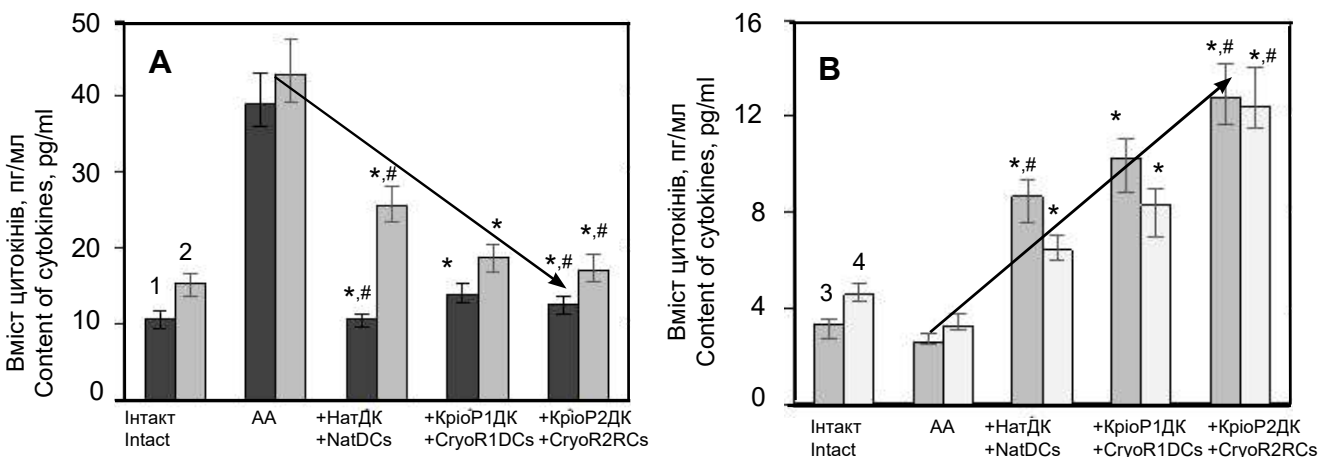 Вміст цитокінів, пг/мл
Content of cytokines, pg/ml
50
40
30
20
10
0
A
1
2
*,#
*,#
*
*
*,#
*,#
Інтакт
Intact
АА
+НатДК
+NatDCs
+КріоР1ДК
+CryoR1DCs
+КріоР2ДК
+CryoR2RCs
Вміст цитокінів, пг/мл
Content of cytokines, pg/ml
16
12
8
4
0
B
3
4
*,#
*
*
*
*,#
*,#
Інтакт
Intact
АА
+НатДК
+NatDCs
+КріоР1ДК
+CryoR1DCs
+КріоР2ДК
+CryoR2RCs